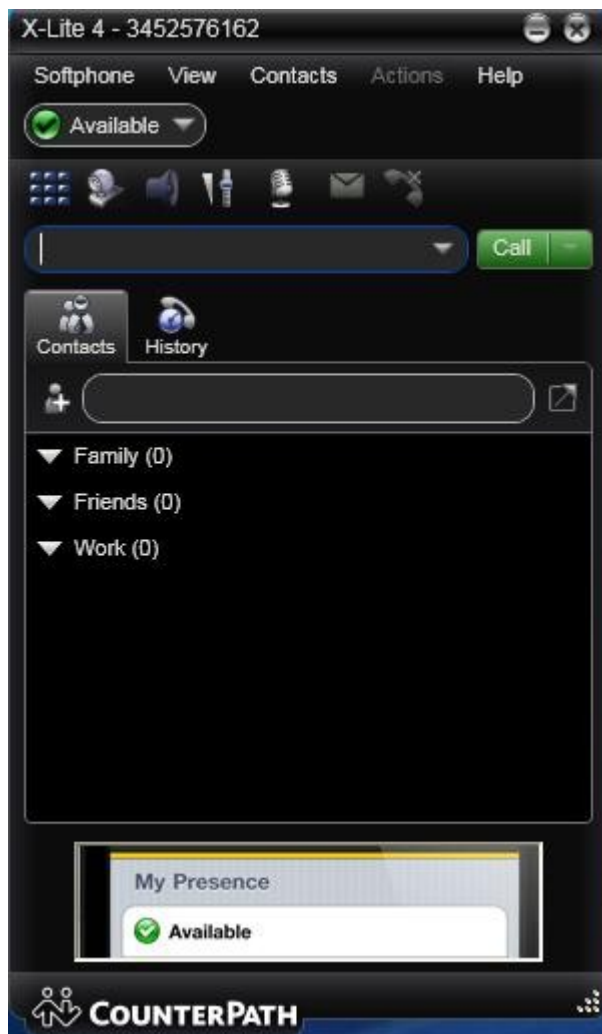 X-Lite 4 - 3452576162
Softphone View Contacts Actions Help
Available
Call
Contacts History
Family (0)
Friends (0)
Work (0)
My Presence
Available
COUNTERPATH